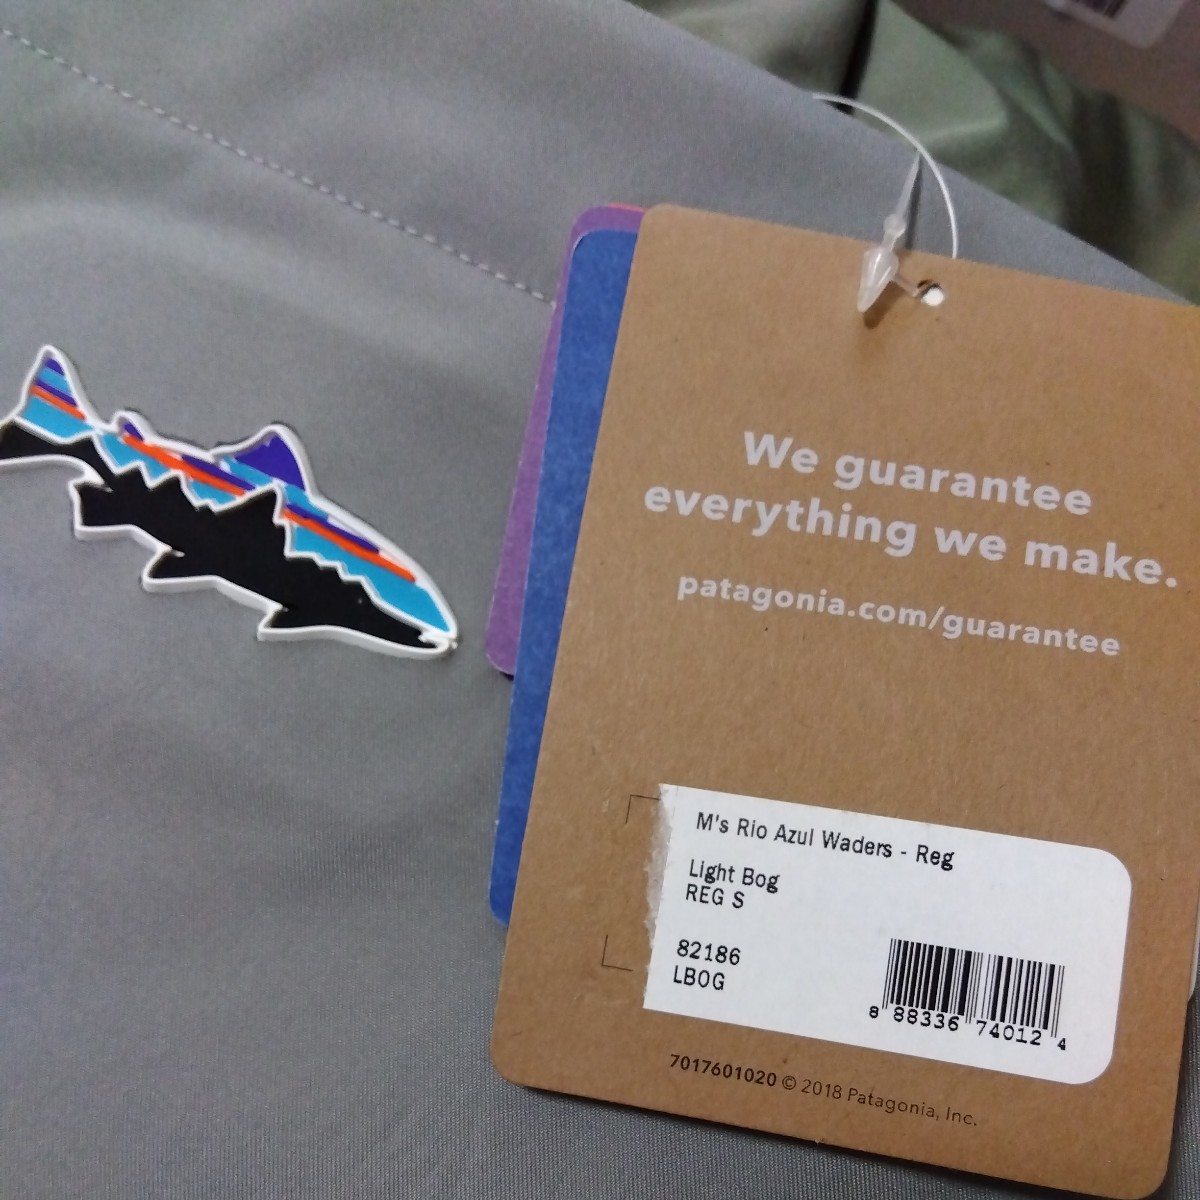 We guarantee
everything we make.
patagonia.com/guarantee
M's Rio Azul Waders - Reg
Light Bog
REG S
82186
LBOG
8 88336 74012 4
7017601020 © 2018 Patagonia, Inc.